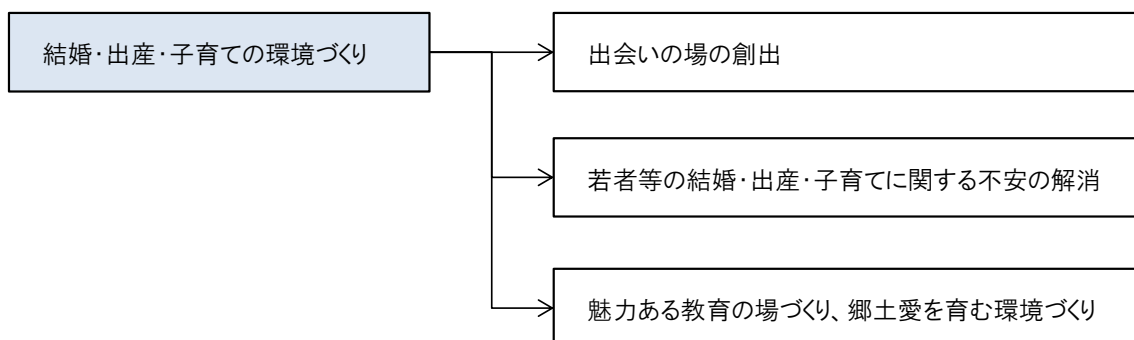 結婚・出産・子育ての環境づくり
出会いの場の創出
若者等の結婚・出産・子育てに関する不安の解消
魅力ある教育の場づくり、郷土愛を育む環境づくり